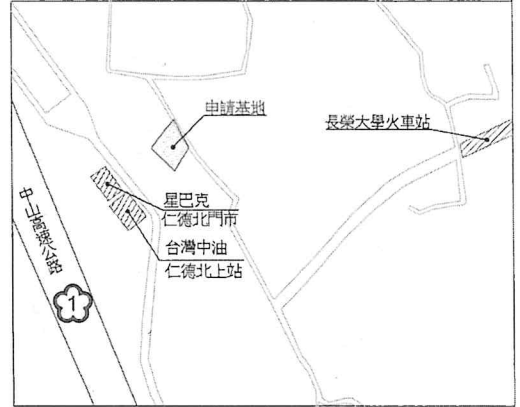 申請基地
長榮大學火車站
星巴克
仁德北門市
台灣中油
仁德北上站
中山高速公路
1